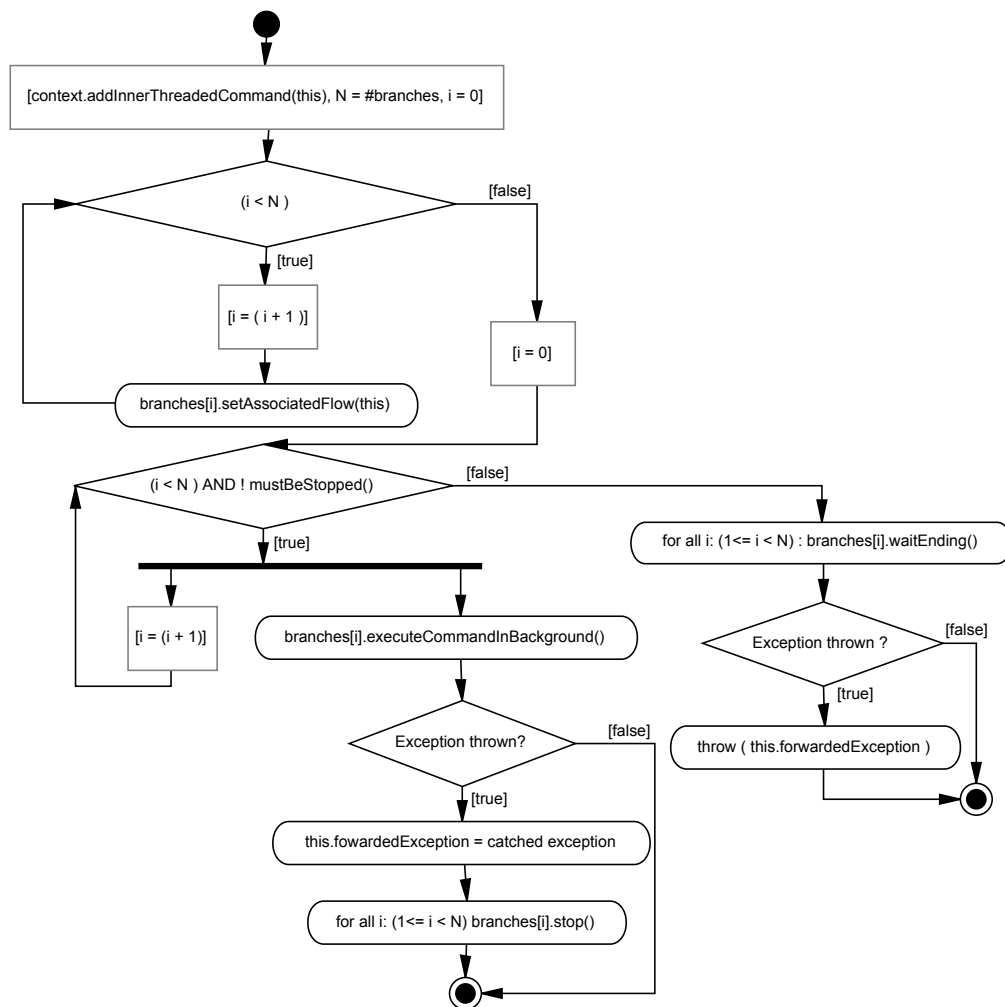 [context.addInnerThreadedCommand(this), N = #branches, i = 0]
(i < N )
[false]
[true]
[i = ( i + 1 )]
[i = 0]
branches[i].setAssociatedFlow(this)
(i < N ) AND ! mustBeStopped()
[false]
[true]
for all i: (1<= i < N) : branches[i].waitEnding()
[i = (i + 1)]
branches[i].executeCommandInBackground()
Exception thrown ?
[false]
[true]
Exception thrown?
[false]
throw ( this.forwardedException )
[true]
this.fowardedException = catched exception
for all i: (1<= i < N) branches[i].stop()